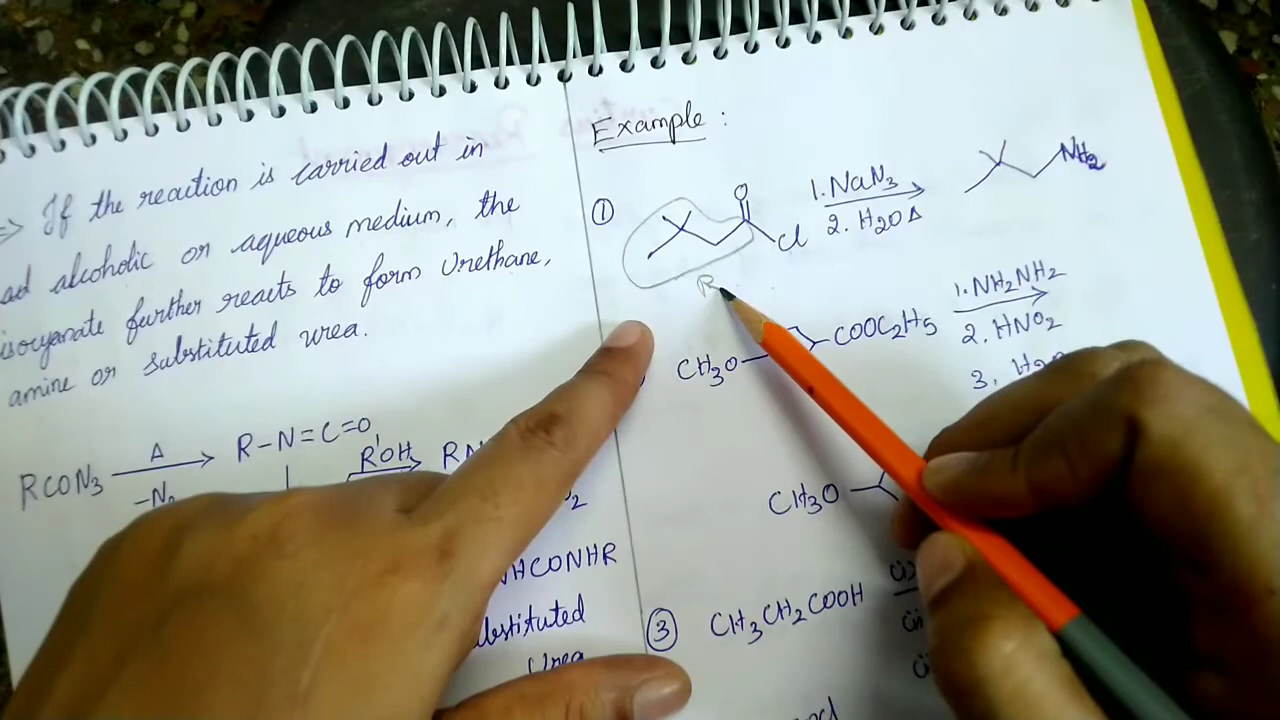 => If the reaction is carried out in
alcoholic or aqueous medium, the
isocyanate further reacts to form Urethane,
amine or substituted urea.
RCON3 Δ → R-N=C=O R'OH →
-N2
NHCONHR
Substituted
Urea
Example:
① O Cl 1. NaN3 → NH2
2. H2O Δ
R
CH3O COOC2H5 1. NH2NH2 →
2. HNO2
3. H2O
CH3O
③ CH3CH2COOH